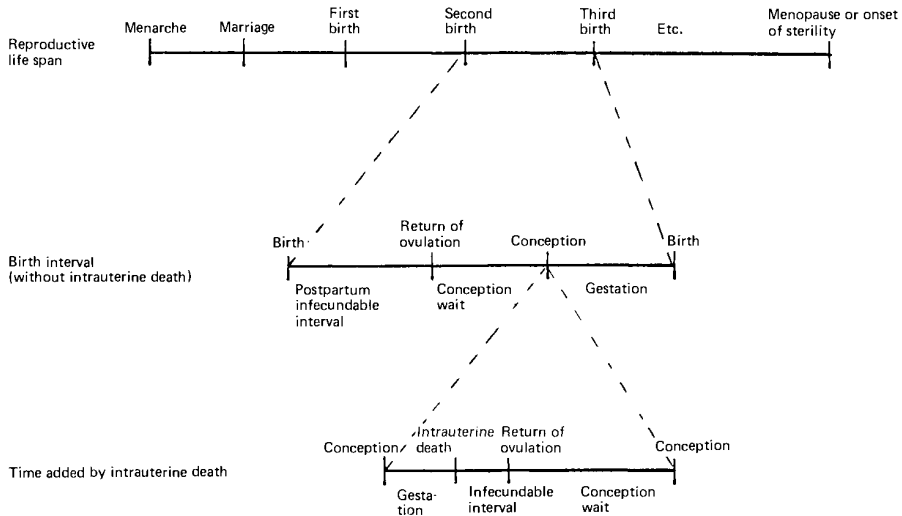 Reproductive
life span
Menarche
Marriage
First
birth
Second
birth
Third
birth
Etc.
Menopause or onset
of sterility
Birth interval
(without intrauterine death)
Birth
Return of
ovulation
Conception
Birth
Postpartum
infecundable
interval
Conception
wait
Gestation
Time added by intrauterine death
Conception
Intrauterine
death
Return of
ovulation
Conception
Gesta-
tion
Infecundable
interval
Conception
wait